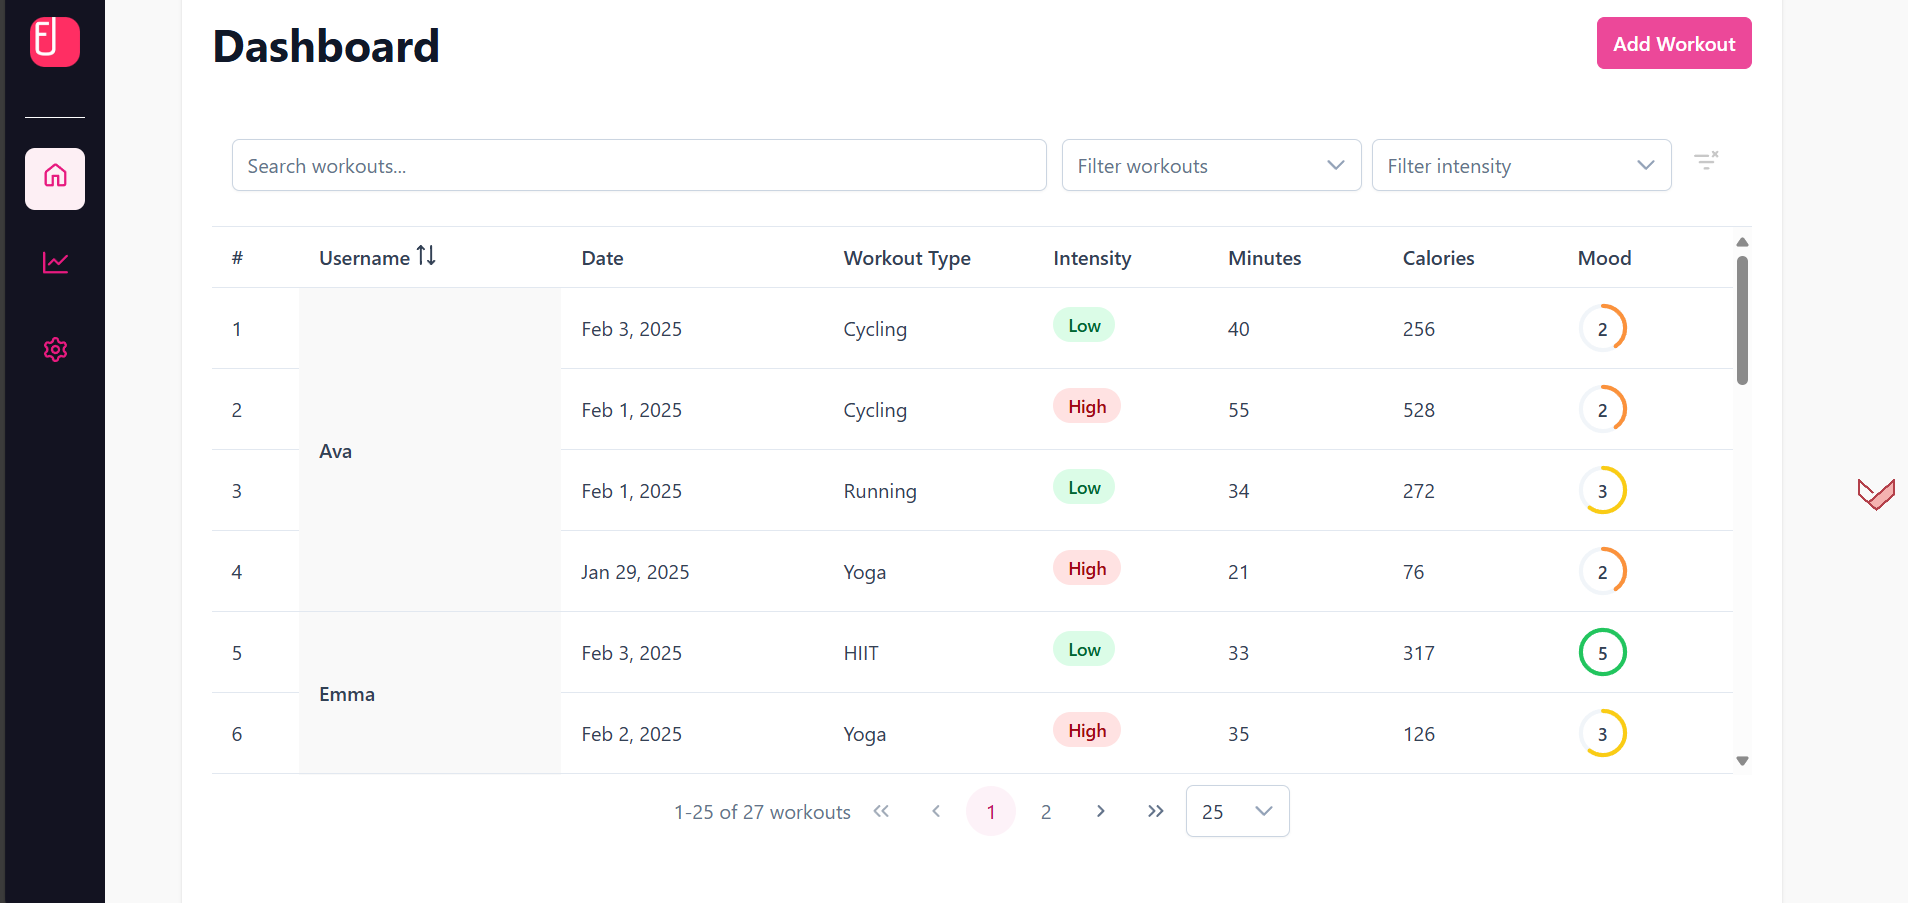 FJ
Dashboard
Add Workout
Search workouts...
Filter workouts
Filter intensity
# Username Date Workout Type Intensity Minutes Calories Mood
1 Feb 3, 2025 Cycling Low 40 256 2
2 Feb 1, 2025 Cycling High 55 528 2
Ava
3 Feb 1, 2025 Running Low 34 272 3
4 Jan 29, 2025 Yoga High 21 76 2
5 Feb 3, 2025 HIIT Low 33 317 5
Emma
6 Feb 2, 2025 Yoga High 35 126 3
1-25 of 27 workouts « ‹ 1 2 › » 25